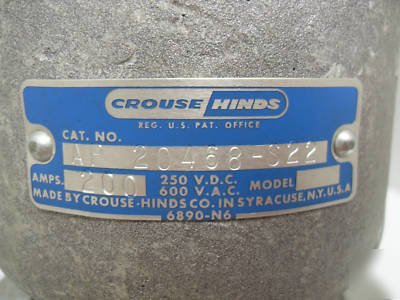 CROUSE HINDS
REG. U.S. PAT. OFFICE
CAT. NO.
AP 20468-S22
AMPS. 200 250 V.D.C. 600 V.A.C. MODEL
MADE BY CROUSE-HINDS CO. IN SYRACUSE, N.Y. U.S.A
6890-N6